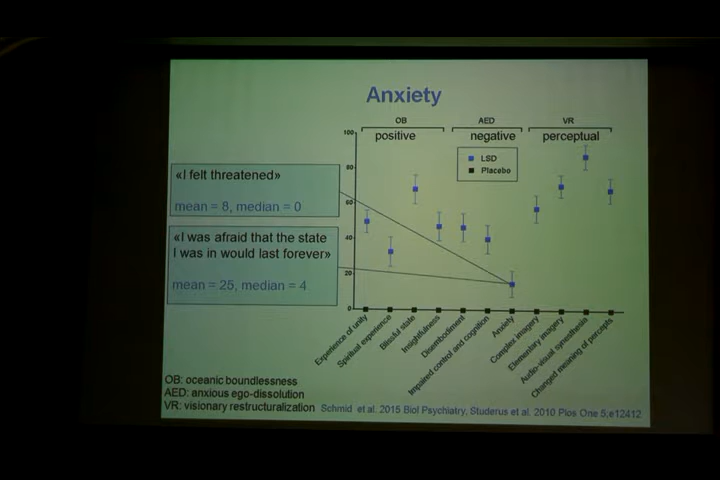 Anxiety
OB AED VR
positive negative perceptual
100
80
60
40
20
0
LSD
Placebo
«I felt threatened»
mean = 8, median = 0
«I was afraid that the state
I was in would last forever»
mean = 25, median = 4
Experience of unity
Spiritual experience
Blissful state
Insightfulness
Disembodiment
Impaired control and cognition
Anxiety
Complex imagery
Elementary imagery
Audio-visual synesthesia
Changed meaning of percepts
OB: oceanic boundlessness
AED: anxious ego-dissolution
VR: visionary restructuralization Schmid et al. 2015 Biol Psychiatry, Studerus et al. 2010 Plos One 5;e12412